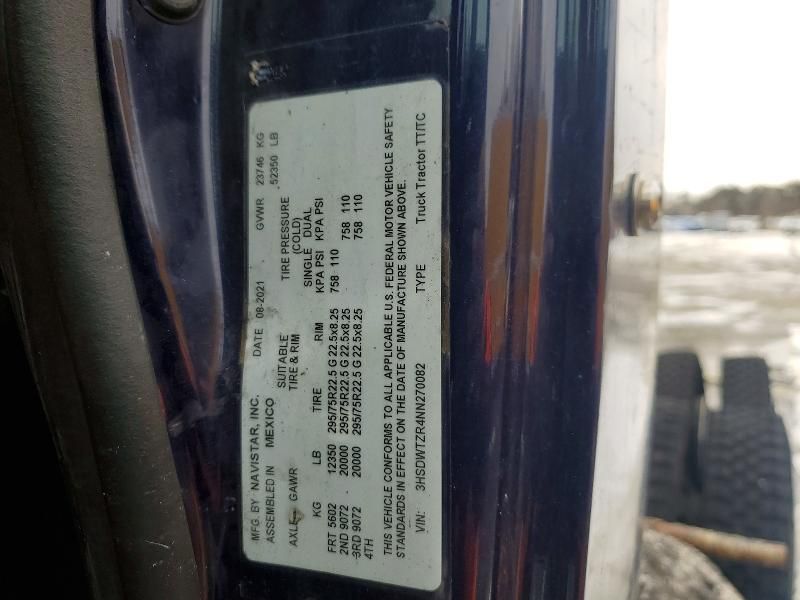 MFG. BY NAVISTAR, INC. DATE 08-2021 GVWR 23746 KG
ASSEMBLED IN MEXICO 52350 LB
SUITABLE TIRE PRESSURE
AXLE GAWR TIRE & RIM (COLD)
SINGLE DUAL
KG LB TIRE RIM KPA PSI KPA PSI
FRT 5602 12350 295/75R22.5 G 22.5x8.25 758 110
2ND 9072 20000 295/75R22.5 G 22.5x8.25 758 110
3RD 9072 20000 295/75R22.5 G 22.5x8.25 758 110
4TH
THIS VEHICLE CONFORMS TO ALL APPLICABLE U.S. FEDERAL MOTOR VEHICLE SAFETY
STANDARDS IN EFFECT ON THE DATE OF MANUFACTURE SHOWN ABOVE.
VIN: 3HSDWTZR4NN270092 TYPE Truck Tractor TT/TC